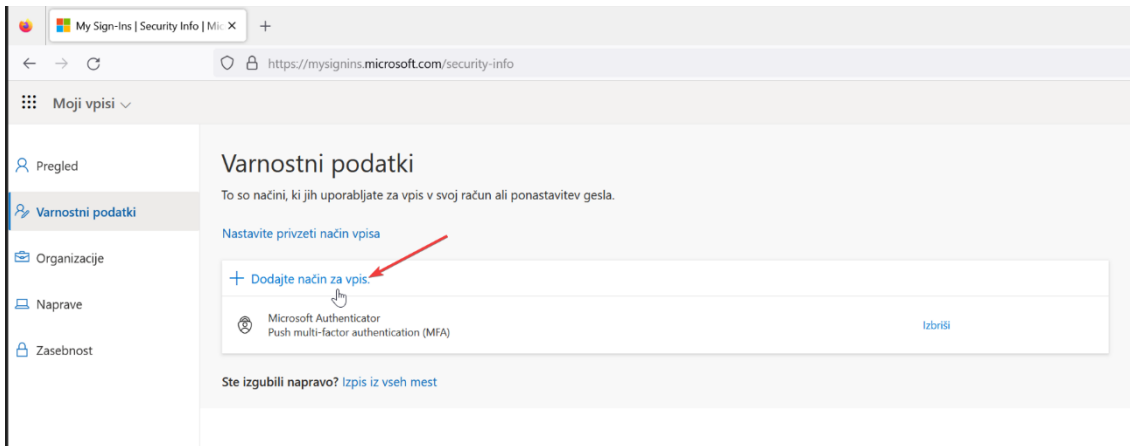 My Sign-Ins | Security Info | Mic
https://mysignins.microsoft.com/security-info
Moji vpisi
Pregled
Varnostni podatki
Organizacije
Naprave
Zasebnost
Varnostni podatki
To so načini, ki jih uporabljate za vpis v svoj račun ali ponastavitev gesla.
Nastavite privzeti način vpisa
Dodajte način za vpis.
Microsoft Authenticator
Push multi-factor authentication (MFA)
Izbriši
Ste izgubili napravo? Izpis iz vseh mest